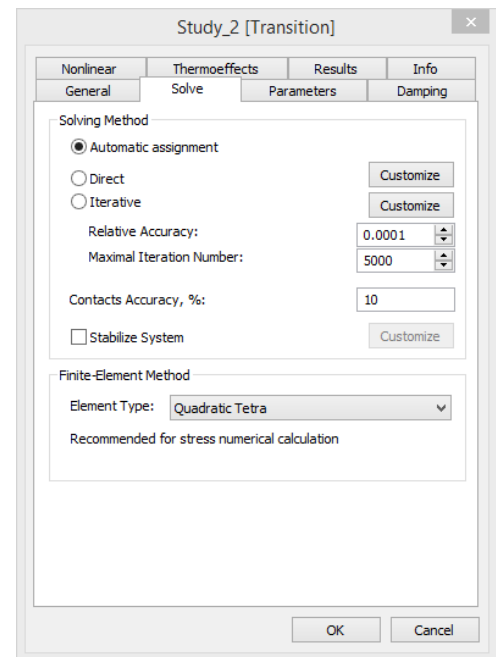 Study_2 [Transition]
Nonlinear Thermoeffects Results Info
General Solve Parameters Damping
Solving Method
Automatic assignment
Direct Customize
Iterative Customize
Relative Accuracy: 0.0001
Maximal Iteration Number: 5000
Contacts Accuracy, %: 10
Stabilize System Customize
Finite-Element Method
Element Type: Quadratic Tetra
Recommended for stress numerical calculation
OK Cancel